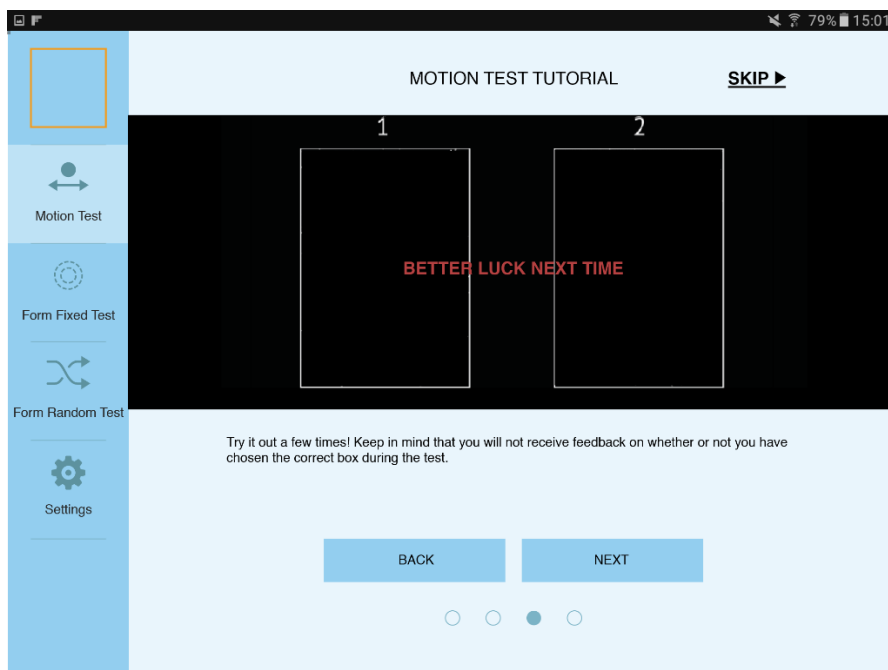 79% 15:01
MOTION TEST TUTORIAL
SKIP
1 2
BETTER LUCK NEXT TIME
Motion Test
Form Fixed Test
Form Random Test
Settings
Try it out a few times! Keep in mind that you will not receive feedback on whether or not you have
chosen the correct box during the test.
BACK
NEXT